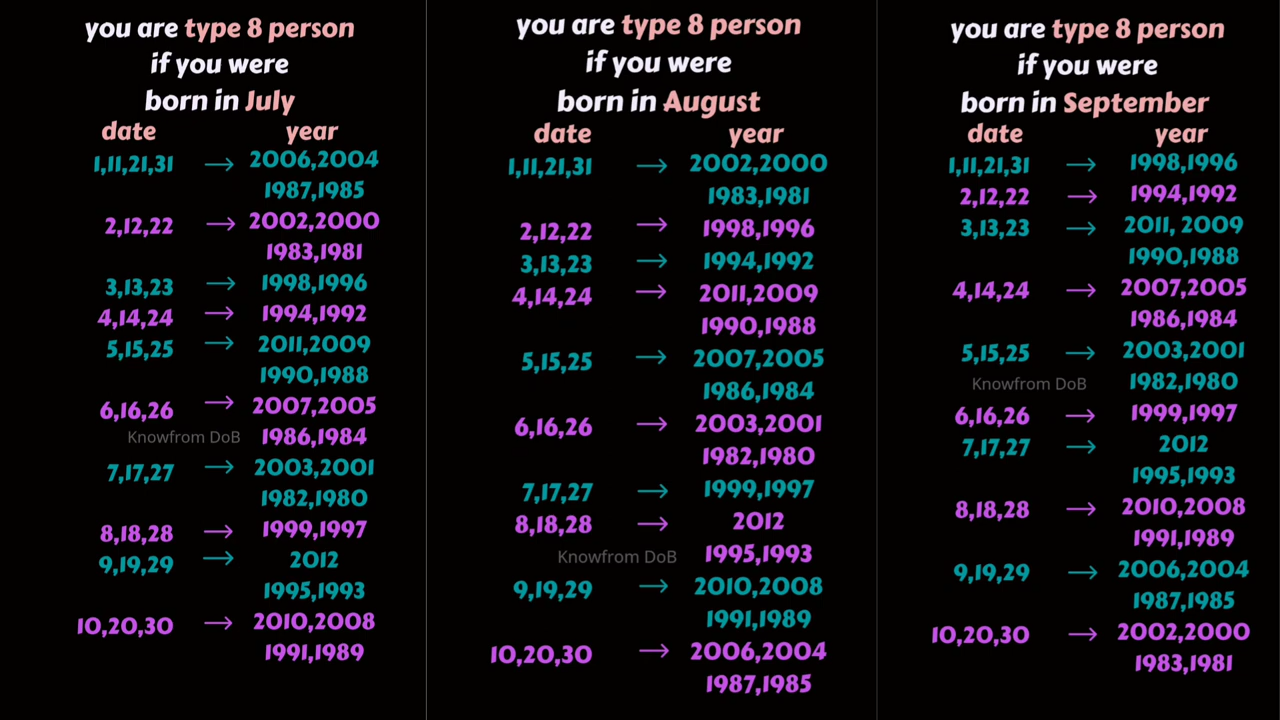 you are type 8 person
if you were
born in July
date year
1,11,21,31 → 2006,2004
1987,1985
2,12,22 → 2002,2000
1983,1981
3,13,23 → 1998,1996
4,14,24 → 1994,1992
5,15,25 → 2011,2009
1990,1988
6,16,26 → 2007,2005
Knowfrom DoB 1986,1984
7,17,27 → 2003,2001
1982,1980
8,18,28 → 1999,1997
9,19,29 → 2012
1995,1993
10,20,30 → 2010,2008
1991,1989
you are type 8 person
if you were
born in August
date year
1,11,21,31 → 2002,2000
1983,1981
2,12,22 → 1998,1996
3,13,23 → 1994,1992
4,14,24 → 2011,2009
1990,1988
5,15,25 → 2007,2005
1986,1984
6,16,26 → 2003,2001
1982,1980
7,17,27 → 1999,1997
8,18,28 → 2012
Knowfrom DoB 1995,1993
9,19,29 → 2010,2008
1991,1989
10,20,30 → 2006,2004
1987,1985
you are type 8 person
if you were
born in September
date year
1,11,21,31 → 1998,1996
2,12,22 → 1994,1992
3,13,23 → 2011, 2009
1990,1988
4,14,24 → 2007,2005
1986,1984
5,15,25 → 2003,2001
Knowfrom DoB 1982,1980
6,16,26 → 1999,1997
7,17,27 → 2012
1995,1993
8,18,28 → 2010,2008
1991,1989
9,19,29 → 2006,2004
1987,1985
10,20,30 → 2002,2000
1983,1981